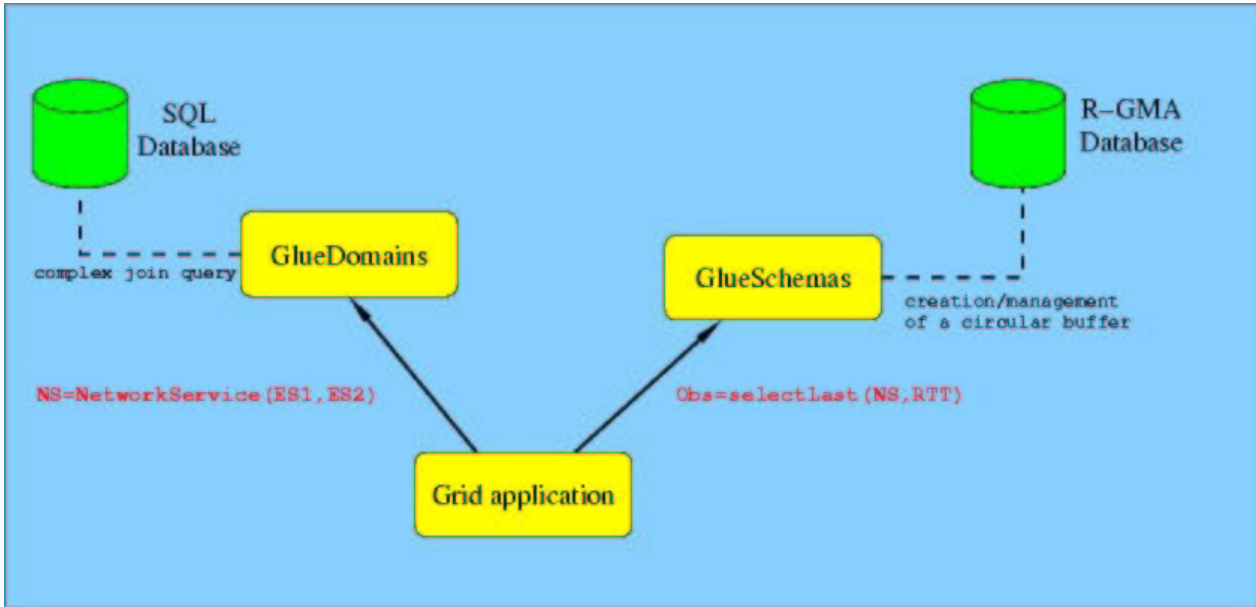 SQL
Database
R-GMA
Database
GlueDomains
GlueSchemas
complex join query
creation/management
of a circular buffer
NS=NetworkService(ES1,ES2)
Obs=selectLast(NS,RTT)
Grid application